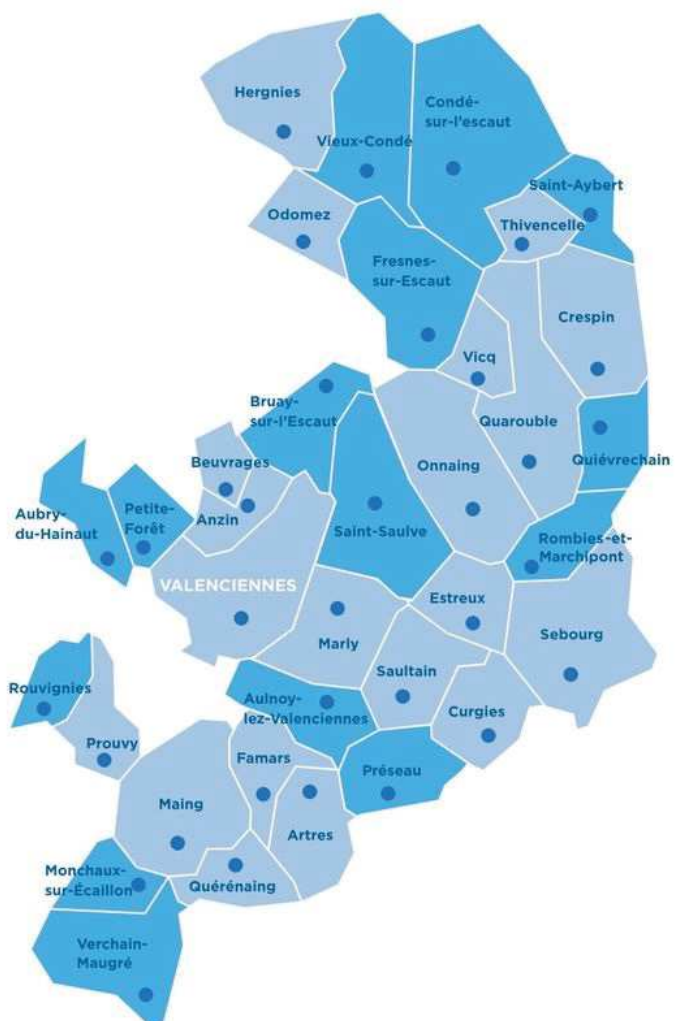 Hergnies
Condé-
sur-l'escaut
Vieux-Condé
Saint-Aybert
Odomez
Thivencelle
Fresnes-
sur-Escaut
Crespin
Vicq
Bruay-
sur-l'Escaut
Quarouble
Beuvrages
Onnaing
Quiévrechain
Aubry-
du-Hainaut
Petite-
Forêt
Anzin
Saint-Saulve
Rombies-et-
Marchipont
VALENCIENNES
Estreux
Marly
Sebourg
Saultain
Rouvignies
Aulnoy-
lez-Valenciennes
Curgies
Prouvy
Famars
Préseau
Maing
Artres
Monchaux-
sur-Écaillon
Quérénaing
Verchain-
Maugré